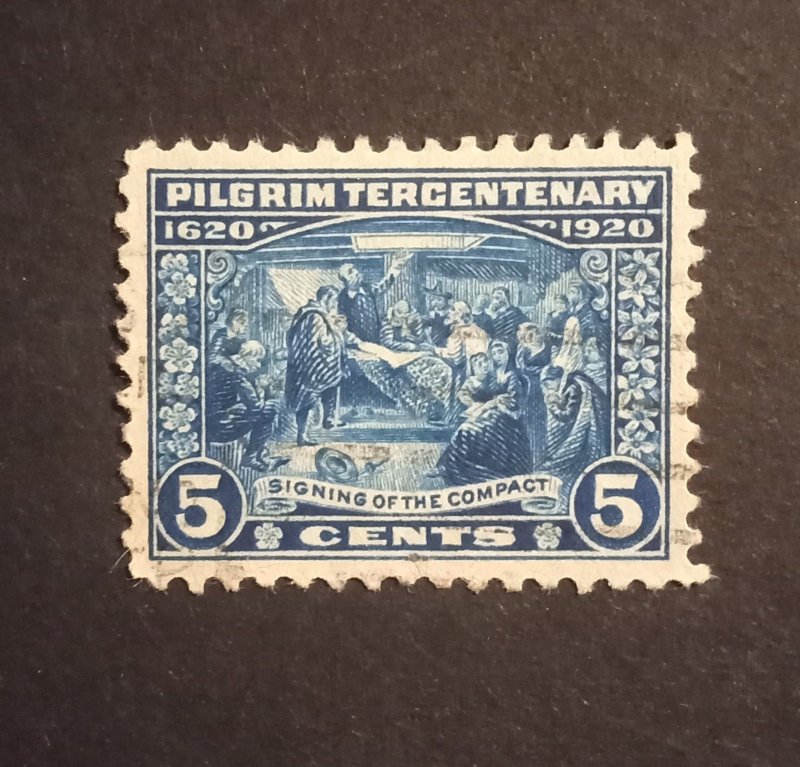 PILGRIM TERCENTENARY
1620 1920
SIGNING OF THE COMPACT
5 CENTS 5